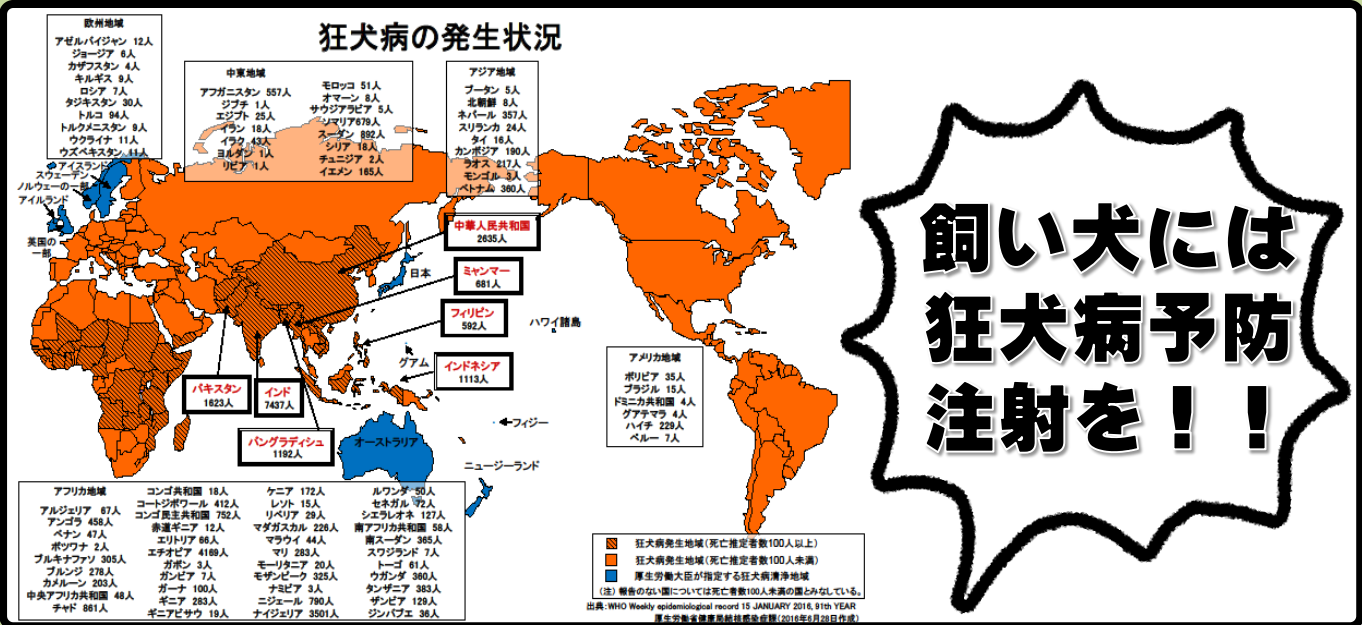 狂犬病の発生状況
欧州地域
アゼルバイジャン 12人
ジョージア 6人
カザフスタン 4人
キルギス 9人
ロシア 7人
タジキスタン 30人
トルコ 94人
トルクメニスタン 9人
ウクライナ 11人
ウズベキスタン 11人
中東地域
アフガニスタン 557人
ジブチ 1人
エジプト 25人
イラン 18人
イラク 43人
ヨルダン 1人
リビア 1人
モロッコ 51人
オマーン 8人
サウジアラビア 5人
ソマリア679人
スーダン 892人
シリア 18人
チュニジア 2人
イエメン 165人
アジア地域
ブータン 5人
北朝鮮 8人
ネパール 357人
スリランカ 24人
タイ 16人
カンボジア 190人
ラオス 217人
モンゴル 3人
ベトナム 360人
アイスランド
スウェーデン
ノルウェーの一部
アイルランド
英国の
一部
中華人民共和国
2635人
日本
ミャンマー
681人
フィリピン
592人
ハワイ諸島
グアム
インドネシア
1113人
パキスタン
1623人
インド
7437人
バングラディシュ
1192人
オーストラリア
フィジー
ニュージーランド
アメリカ地域
ボリビア 35人
ブラジル 15人
ドミニカ共和国 4人
グアテマラ 4人
ハイチ 229人
ペルー 7人
アフリカ地域
アルジェリア 67人
アンゴラ 458人
ベナン 47人
ボツワナ 2人
ブルキナファソ 305人
ブルンジ 278人
カメルーン 203人
中央アフリカ共和国 48人
チャド 861人
コンゴ共和国 18人
コートジボワール 412人
コンゴ民主共和国 752人
赤道ギニア 12人
エリトリア 66人
エチオピア 4169人
ガボン 3人
ガンビア 7人
ガーナ 100人
ギニア 283人
ギニアビサウ 19人
ケニア 172人
レソト 15人
リベリア 29人
マダガスカル 226人
マラウイ 44人
マリ 283人
モーリタニア 20人
モザンビーク 325人
ナミビア 3人
ニジェール 790人
ナイジェリア 3501人
ルワンダ 50人
セネガル 72人
シエラレオネ 127人
南アフリカ共和国 58人
南スーダン 365人
スワジランド 7人
トーゴ 61人
ウガンダ 360人
タンザニア 383人
ザンビア 129人
ジンバブエ 36人
狂犬病発生地域(死亡推定者数100人以上)
狂犬病発生地域(死亡推定者数100人未満)
厚生労働大臣が指定する狂犬病清浄地域
(注) 報告のない国については死亡者数100人未満の国とみなしている。
出典:WHO Weekly epidemiological record 15 JANUARY 2016, 91th YEAR
厚生労働省健康局結核感染症課(2016年6月28日作成)
飼い犬には
狂犬病予防
注射を!!